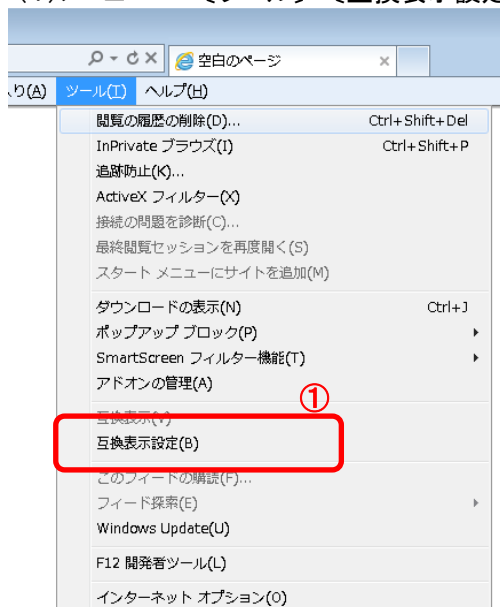 空白のページ
ツール(T) ヘルプ(H)
閲覧の履歴の削除(D)... Ctrl+Shift+Del
InPrivate ブラウズ(I) Ctrl+Shift+P
追跡防止(K)...
ActiveX フィルター(X)
接続の問題を診断(C)...
最終閲覧セッションを再度開く(S)
スタート メニューにサイトを追加(M)
ダウンロードの表示(N) Ctrl+J
ポップアップ ブロック(P)
SmartScreen フィルター機能(T)
アドオンの管理(A)
①
互換表示(V)
互換表示設定(B)
このフィードの購読(F)...
フィード探索(E)
Windows Update(U)
F12 開発者ツール(L)
インターネット オプション(O)